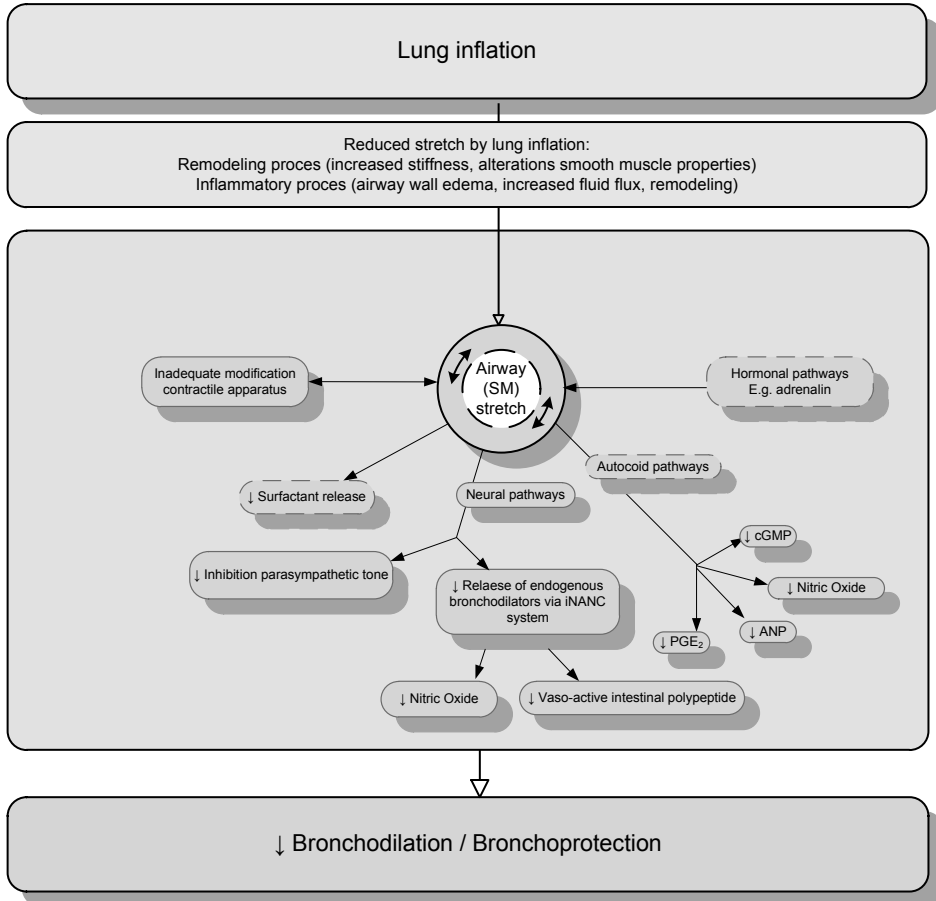 Lung inflation
Reduced stretch by lung inflation:
Remodeling proces (increased stiffness, alterations smooth muscle properties)
Inflammatory proces (airway wall edema, increased fluid flux, remodeling)
Inadequate modification
contractile apparatus
Airway
(SM)
stretch
Hormonal pathways
E.g. adrenalin
↓ Surfactant release
Neural pathways
Autocoid pathways
↓ Inhibition parasympathetic tone
↓ Relaese of endogenous
bronchodilators via iNANC
system
↓ cGMP
↓ Nitric Oxide
↓ ANP
↓ PGE₂
↓ Nitric Oxide
↓ Vaso-active intestinal polypeptide
↓ Bronchodilation / Bronchoprotection